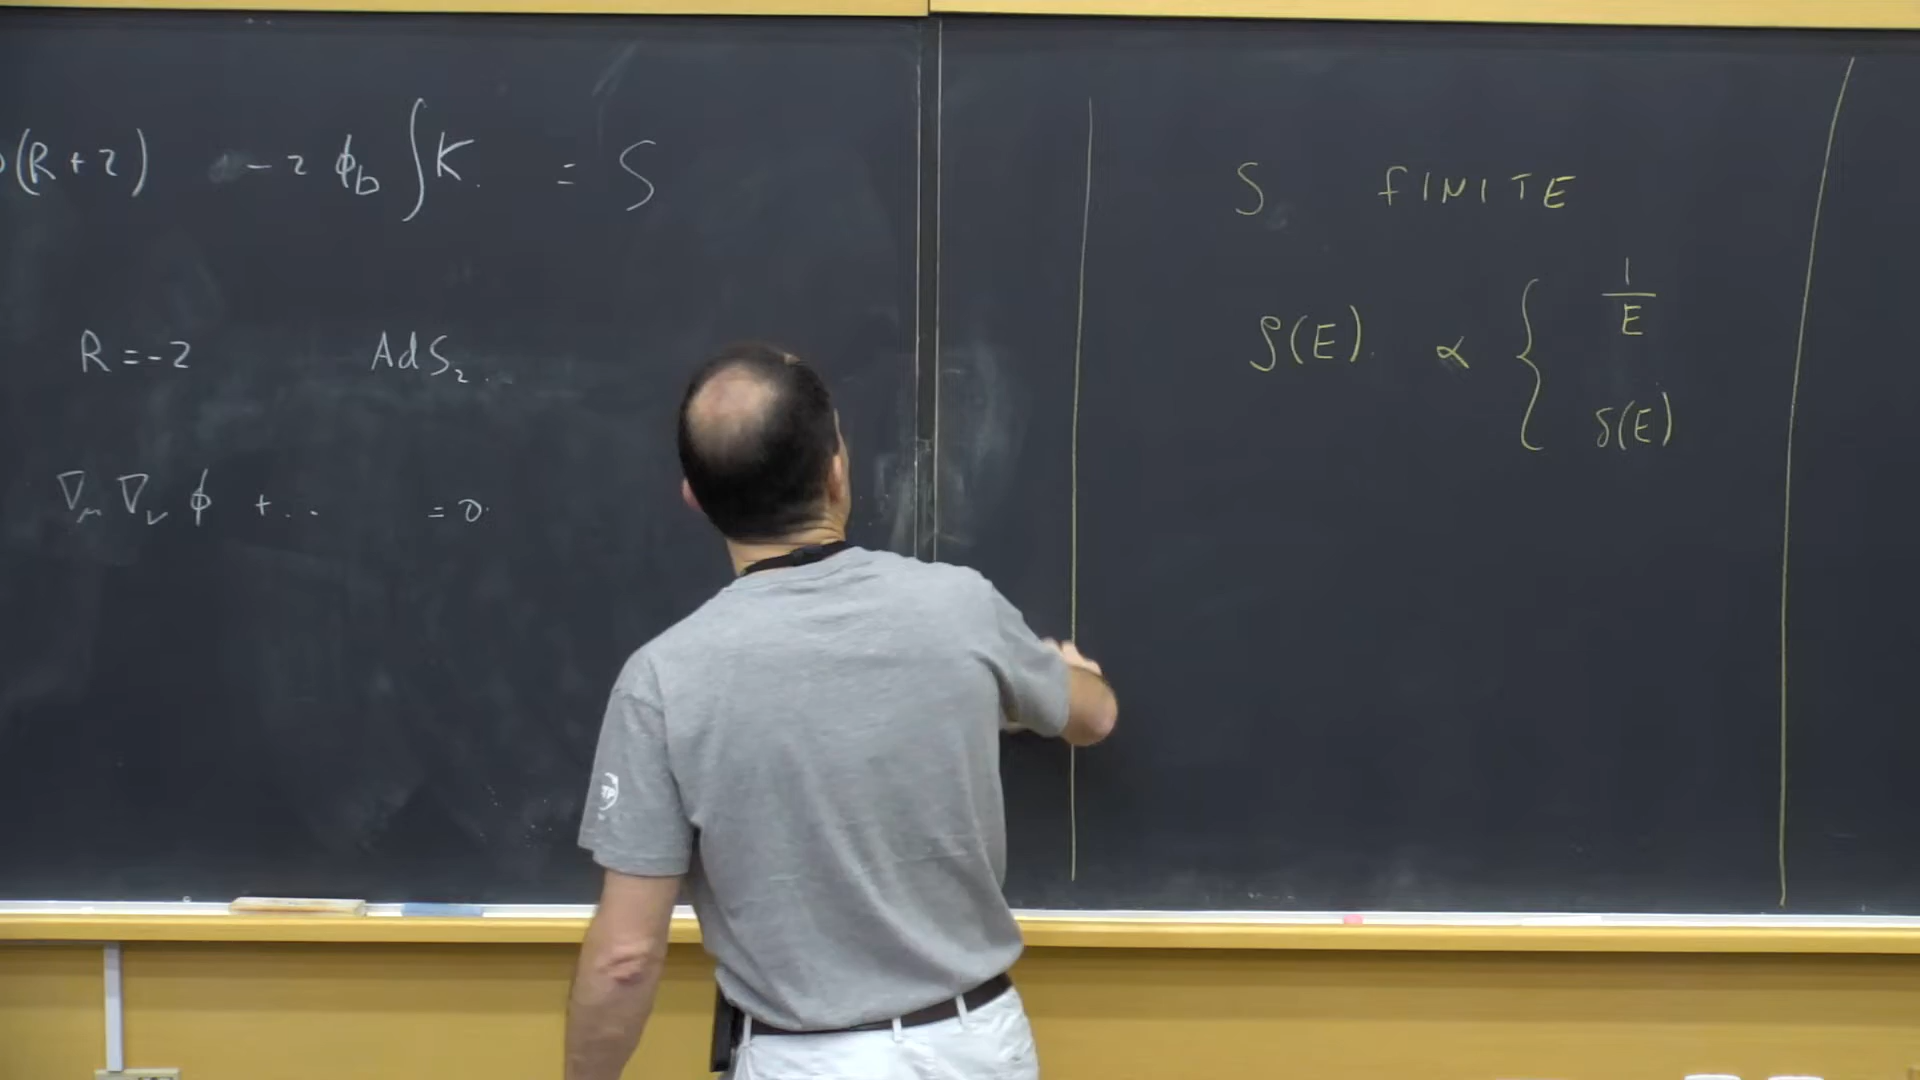 (R + 2) - 2 ϕ_b ∫ K = S
R = -2 AdS₂
∇_μ ∇_ν ϕ + .. = 0
S FINITE
ρ(E) ∝ { 1/E
δ(E)